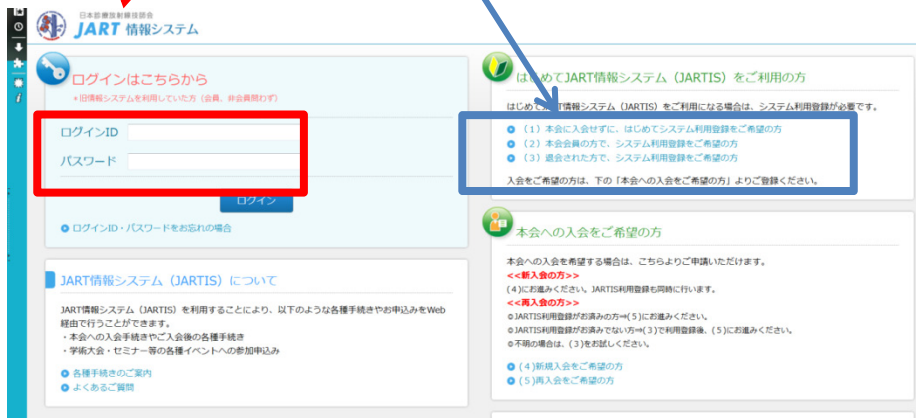 日本診療放射線技師会
JART 情報システム
ログインはこちらから
*旧情報システムを利用していた方（会員、非会員問わず）
ログインID
パスワード
ログイン
ログインID・パスワードをお忘れの場合
JART情報システム（JARTIS）について
JART情報システム（JARTIS）を利用することにより、以下のような各種手続きやお申込みをWeb
経由で行うことができます。
・本会への入会手続きやご入会後の各種手続き
・学術大会・セミナー等の各種イベントへの参加申込み
各種手続きのご案内
よくあるご質問
はじめてJART情報システム（JARTIS）をご利用の方
はじめてJART情報システム（JARTIS）をご利用になる場合は、システム利用登録が必要です。
（1）本会に入会せずに、はじめてシステム利用登録をご希望の方
（2）本会会員の方で、システム利用登録をご希望の方
（3）退会された方で、システム利用登録をご希望の方
入会をご希望の方は、下の「本会への入会をご希望の方」よりご登録ください。
本会への入会をご希望の方
本会への入会を希望する場合は、こちらよりご申請いただけます。
<<新入会の方>>
(4)にお進みください。JARTIS利用登録も同時に行います。
<<再入会の方>>
◎JARTIS利用登録がお済みの方⇒(5)にお進みください。
◎JARTIS利用登録がお済みでない方⇒(3)で利用登録後、(5)にお進みください。
◎不明の場合は、(3)をお試しください。
(4)新規入会をご希望の方
(5)再入会をご希望の方